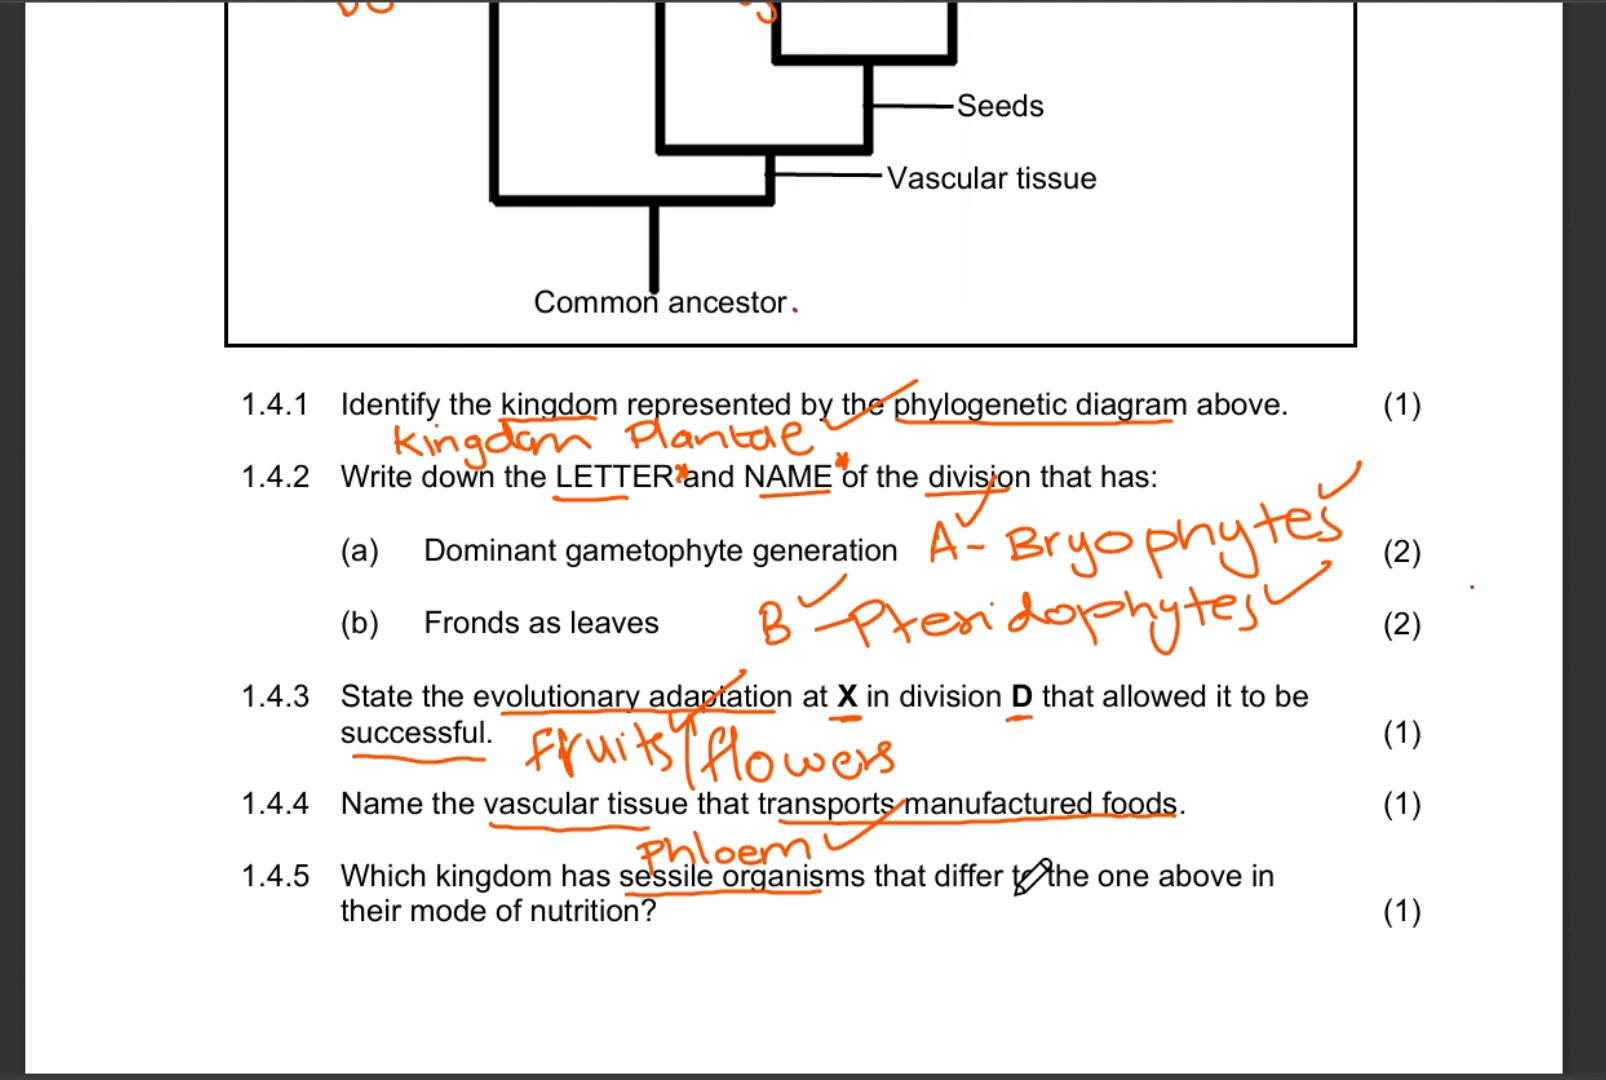 Seeds
Vascular tissue
Common ancestor.
1.4.1 Identify the kingdom represented by the phylogenetic diagram above. (1)
Kingdom Plantae
1.4.2 Write down the LETTER* and NAME* of the division that has:
(a) Dominant gametophyte generation A - Bryophytes (2)
(b) Fronds as leaves B - Pteridophytes (2)
1.4.3 State the evolutionary adaptation at X in division D that allowed it to be
successful. (1)
fruits/flowers
1.4.4 Name the vascular tissue that transports manufactured foods. (1)
Phloem
1.4.5 Which kingdom has sessile organisms that differ to the one above in
their mode of nutrition? (1)